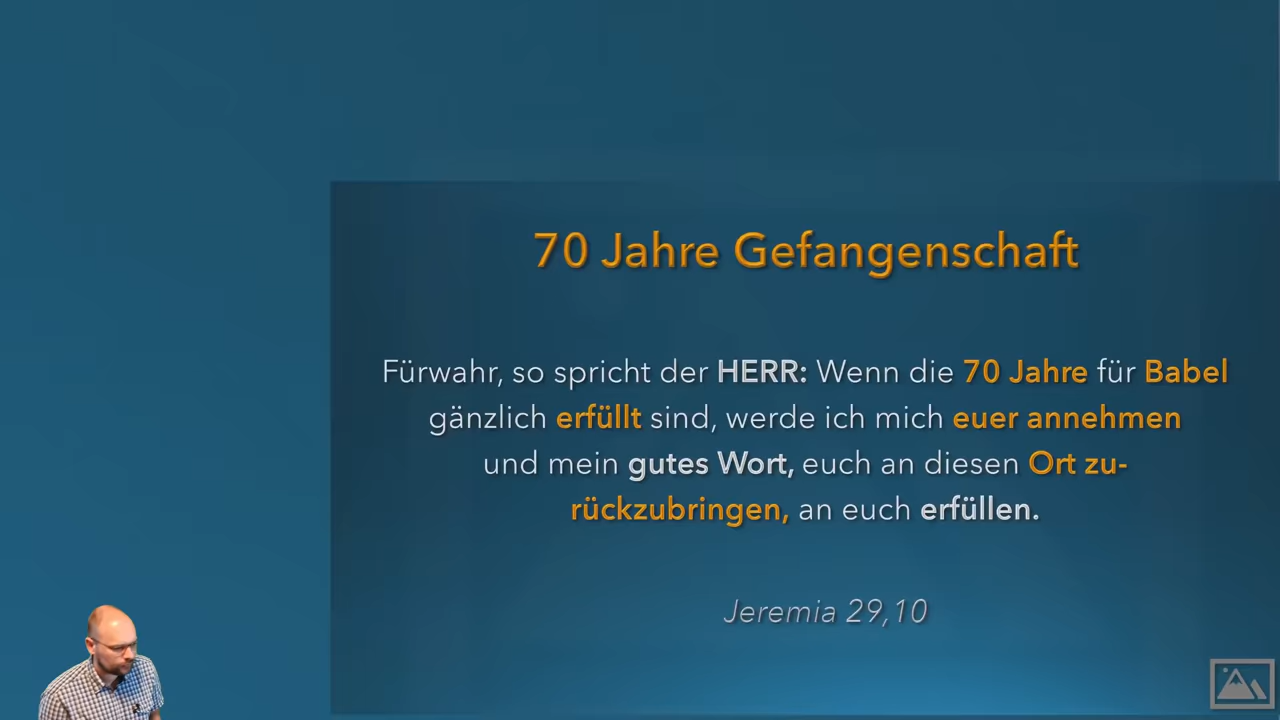 70 Jahre Gefangenschaft
Fürwahr, so spricht der HERR: Wenn die 70 Jahre für Babel
gänzlich erfüllt sind, werde ich mich euer annehmen
und mein gutes Wort, euch an diesen Ort zu-
rückzubringen, an euch erfüllen.
Jeremia 29,10